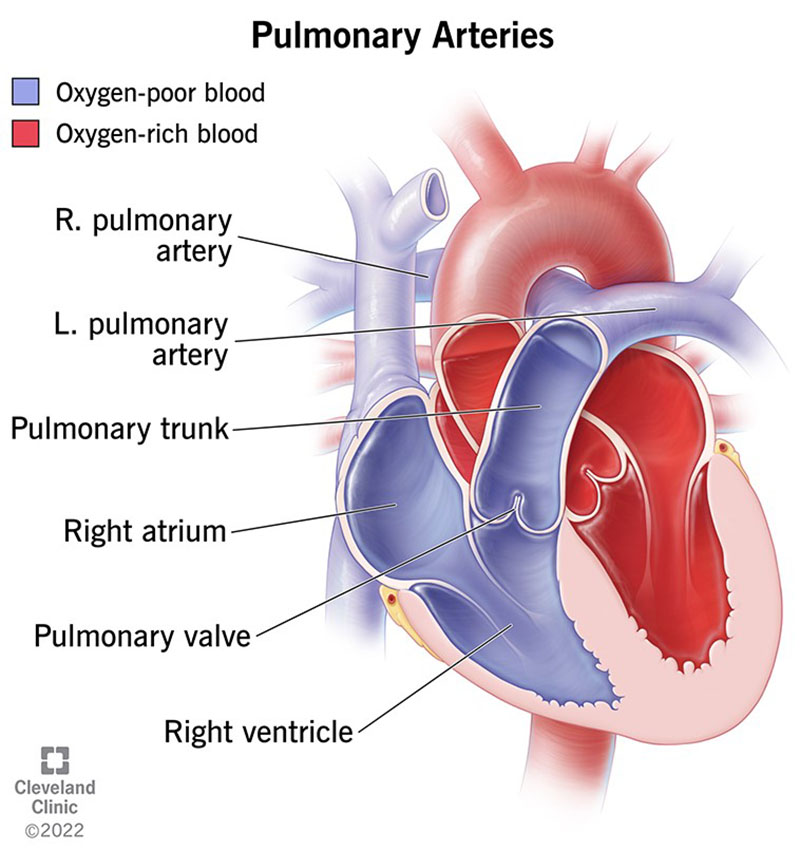 Pulmonary Arteries
Oxygen-poor blood
Oxygen-rich blood
R. pulmonary
artery
L. pulmonary
artery
Pulmonary trunk
Right atrium
Pulmonary valve
Right ventricle
Cleveland
Clinic
©2022